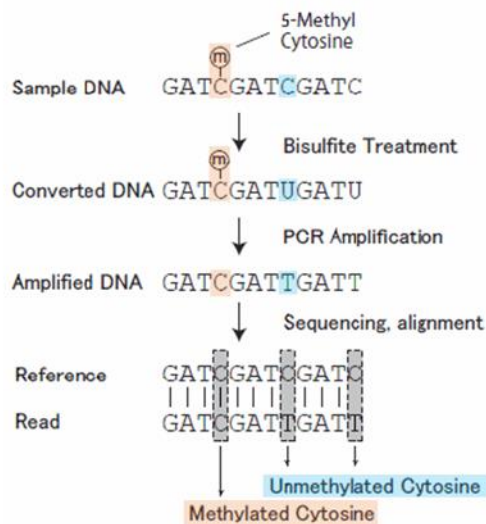 5-Methyl
Cytosine
m
Sample DNA GATCGATCGATC
Bisulfite Treatment
m
Converted DNA GATCGATUGATU
PCR Amplification
Amplified DNA GATCGATTGATT
Sequencing, alignment
Reference GATCGATCGATC
Read GATCGATTGATT
Unmethylated Cytosine
Methylated Cytosine